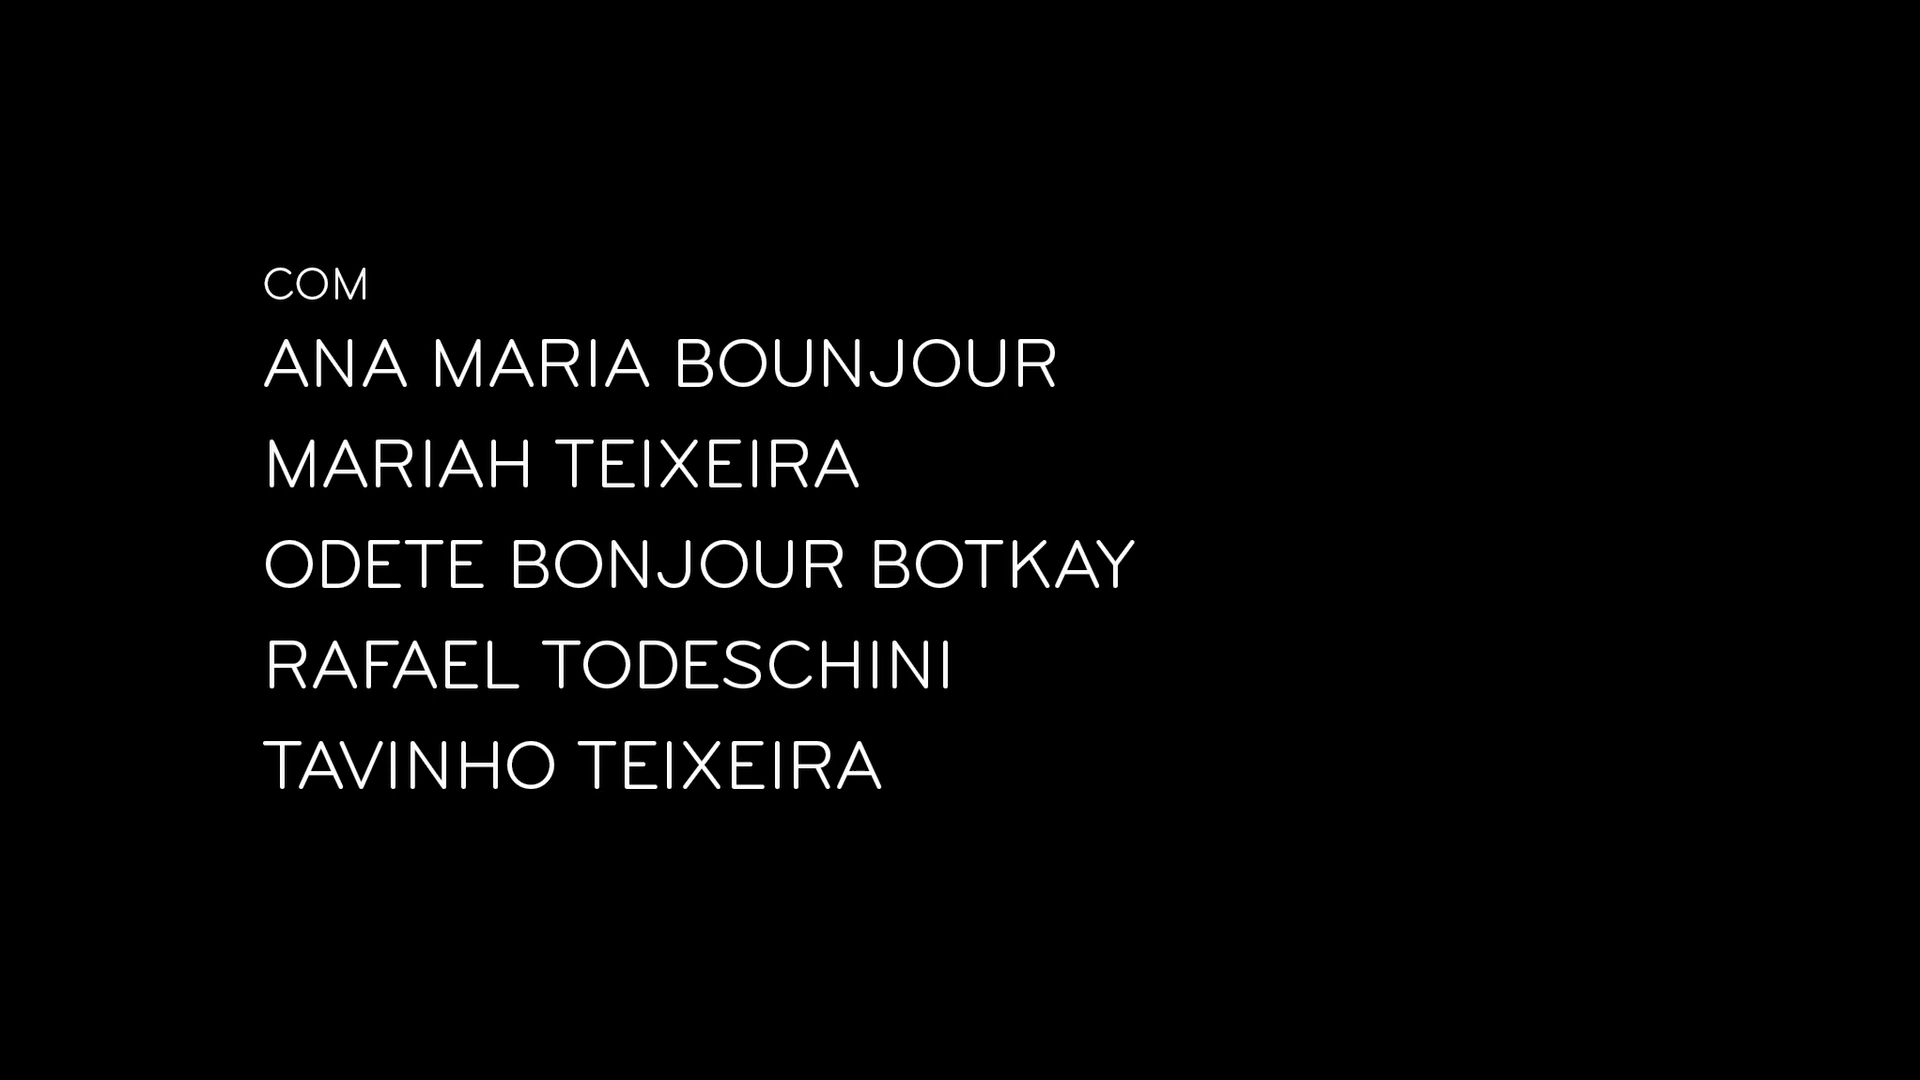 COM
ANA MARIA BOUNJOUR
MARIAH TEIXEIRA
ODETE BONJOUR BOTKAY
RAFAEL TODESCHINI
TAVINHO TEIXEIRA